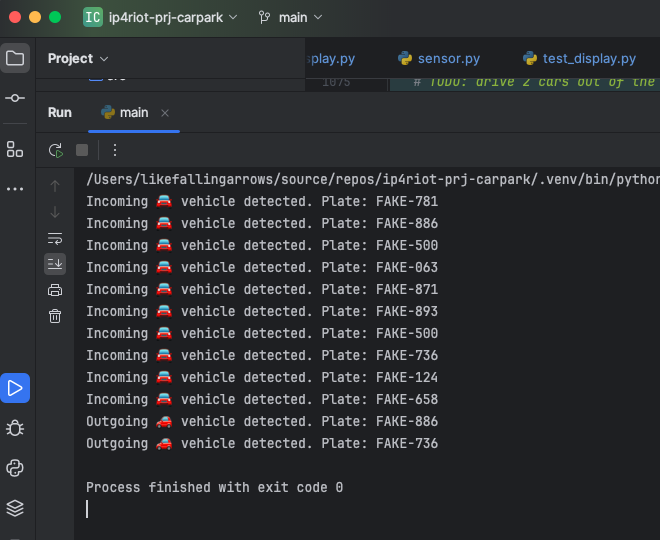 IC ip4riot-prj-carpark main
Project
play.py sensor.py test_display.py
1075 # TODO: drive 2 cars out of the
Run main
/Users/likefallingarrows/source/repos/ip4riot-prj-carpark/.venv/bin/python
Incoming 🚘 vehicle detected. Plate: FAKE-781
Incoming 🚘 vehicle detected. Plate: FAKE-886
Incoming 🚘 vehicle detected. Plate: FAKE-500
Incoming 🚘 vehicle detected. Plate: FAKE-063
Incoming 🚘 vehicle detected. Plate: FAKE-871
Incoming 🚘 vehicle detected. Plate: FAKE-893
Incoming 🚘 vehicle detected. Plate: FAKE-500
Incoming 🚘 vehicle detected. Plate: FAKE-736
Incoming 🚘 vehicle detected. Plate: FAKE-124
Incoming 🚘 vehicle detected. Plate: FAKE-658
Outgoing 🚗 vehicle detected. Plate: FAKE-886
Outgoing 🚗 vehicle detected. Plate: FAKE-736
Process finished with exit code 0